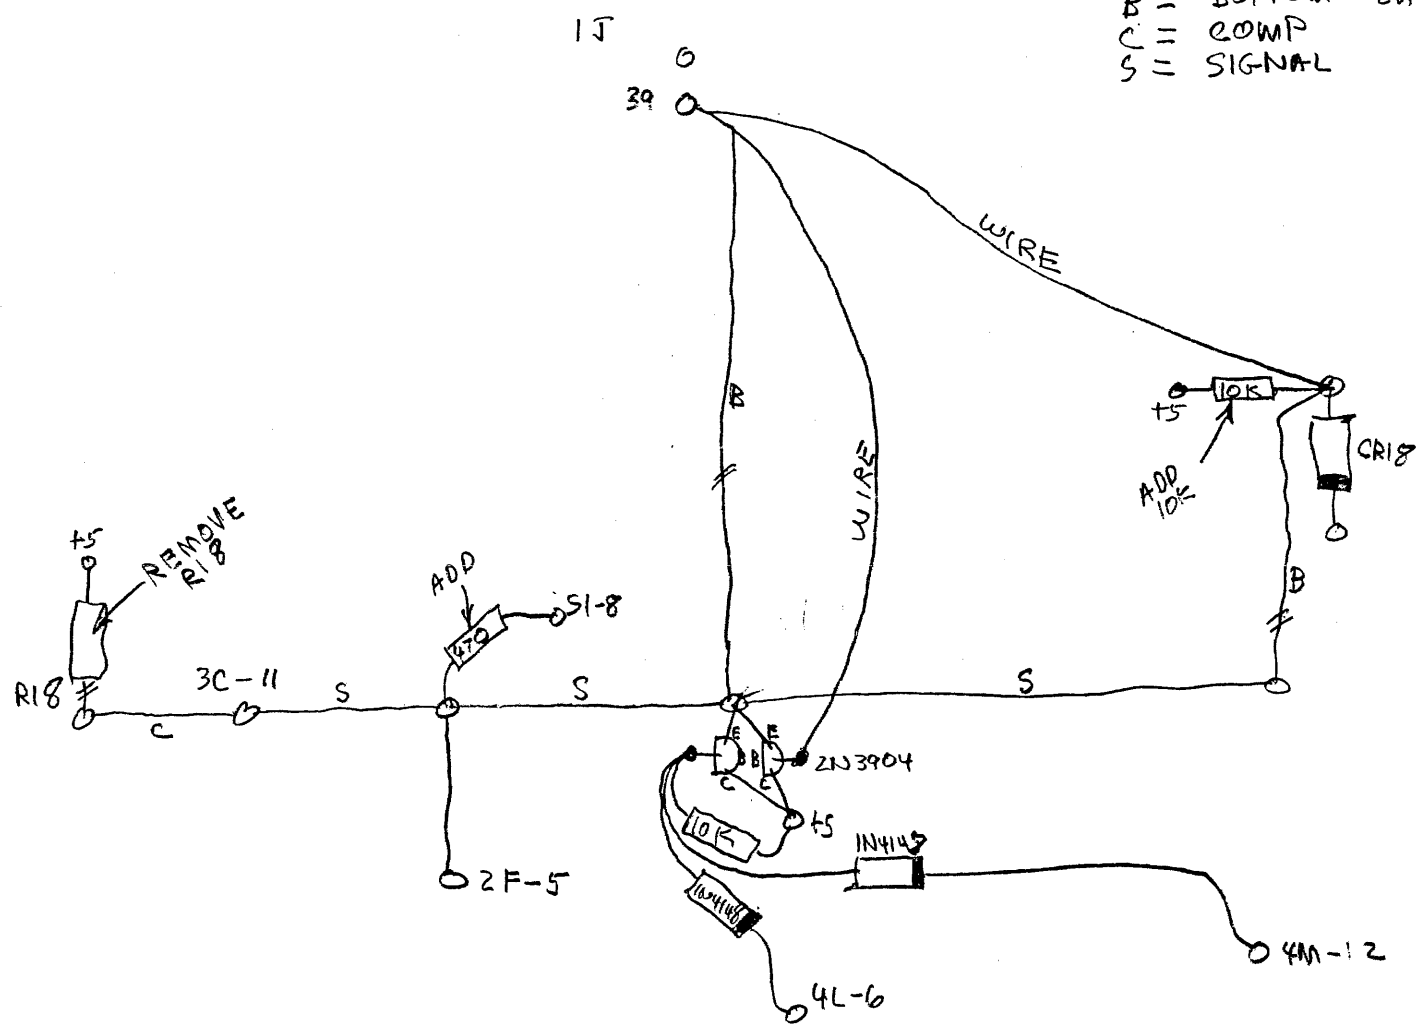 1J
B =
C = COMP
S = SIGNAL
39
WIRE
B
WIRE
10K
+5
ADD
10K
CR18
B
+5
REMOVE
R18
ADD
470
S1-8
R18
C
3C-11
S
S
S
E
E
B
B
C
C
2N3904
+5
10K
1N4148
1N4148
2F-5
4M-12
4L-6